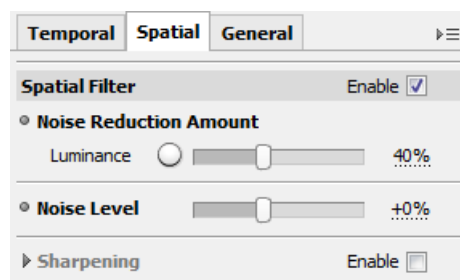 Temporal Spatial General
Spatial Filter Enable
Noise Reduction Amount
Luminance 40%
Noise Level +0%
Sharpening Enable